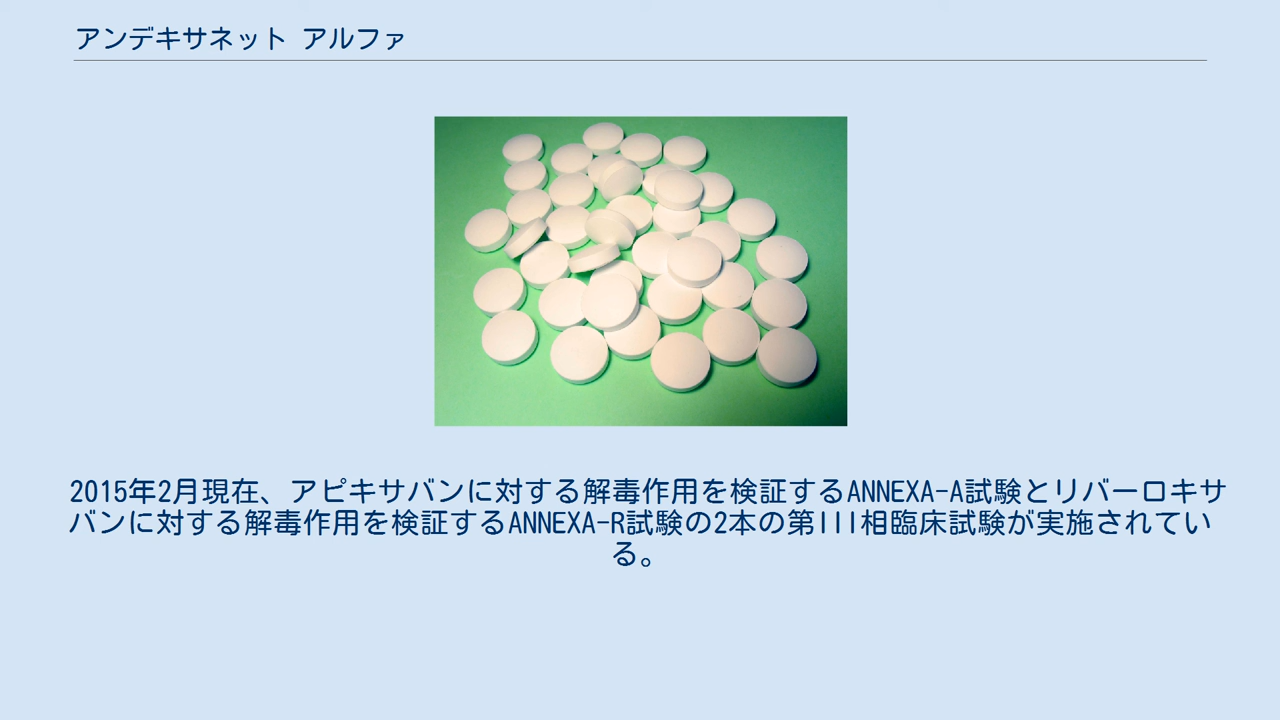 アンデキサネット アルファ
2015年2月現在、アピキサバンに対する解毒作用を検証するANNEXA-A試験とリバーロキサ
バンに対する解毒作用を検証するANNEXA-R試験の2本の第III相臨床試験が実施されてい
る。